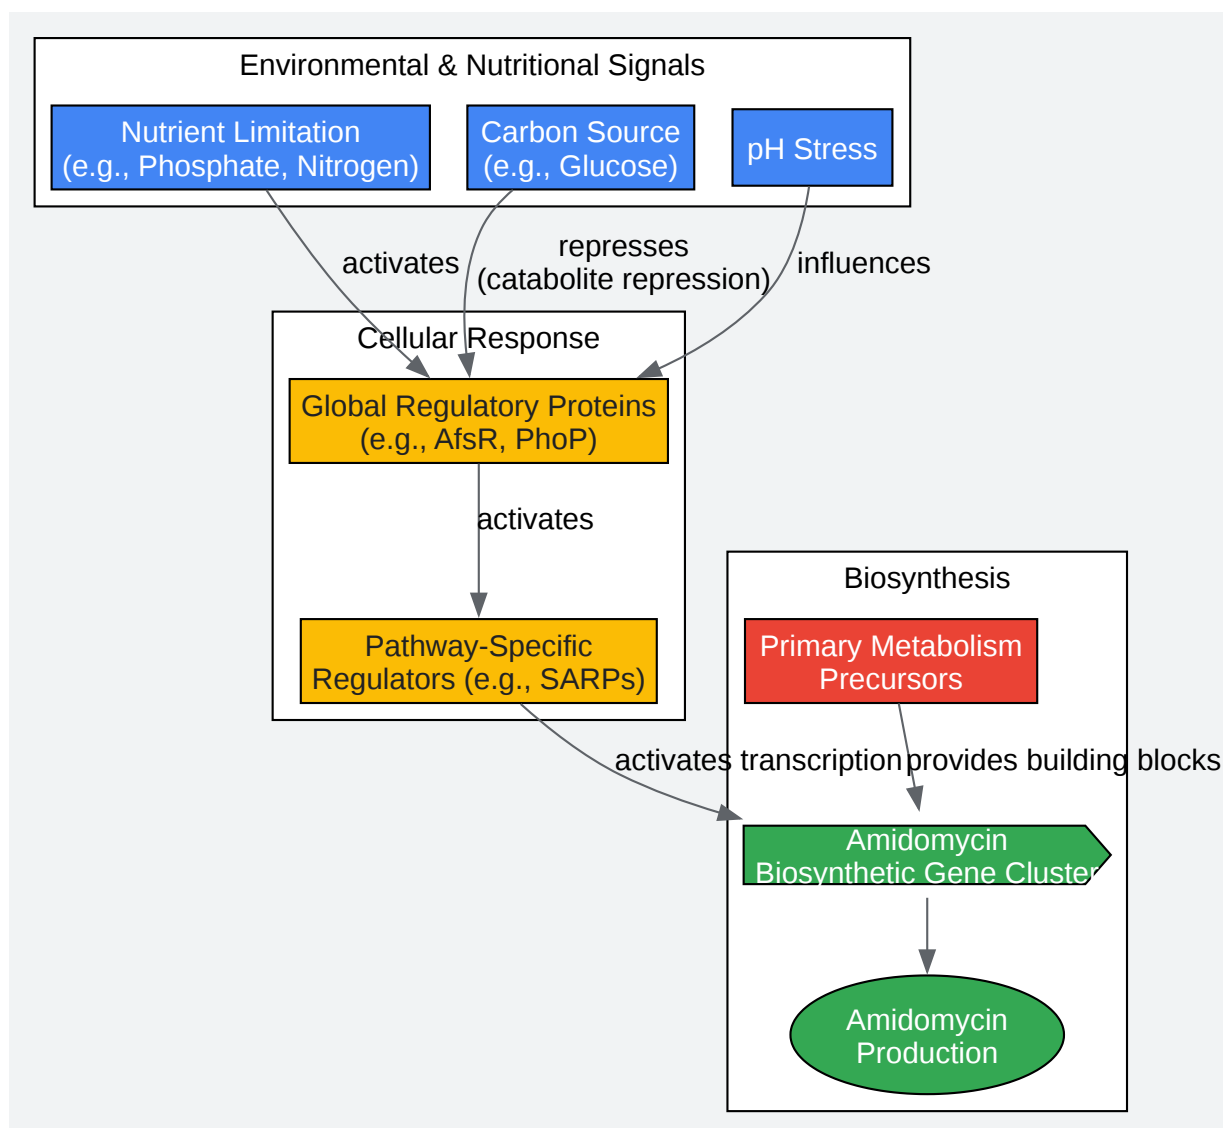 Environmental & Nutritional Signals
Nutrient Limitation
(e.g., Phosphate, Nitrogen)
Carbon Source
(e.g., Glucose)
pH Stress
activates
represses
(catabolite repression)
influences
Cellular Response
Global Regulatory Proteins
(e.g., AfsR, PhoP)
activates
Pathway-Specific
Regulators (e.g., SARPs)
Biosynthesis
Primary Metabolism
Precursors
activates transcription
provides building blocks
Amidomycin
Biosynthetic Gene Cluster
Amidomycin
Production